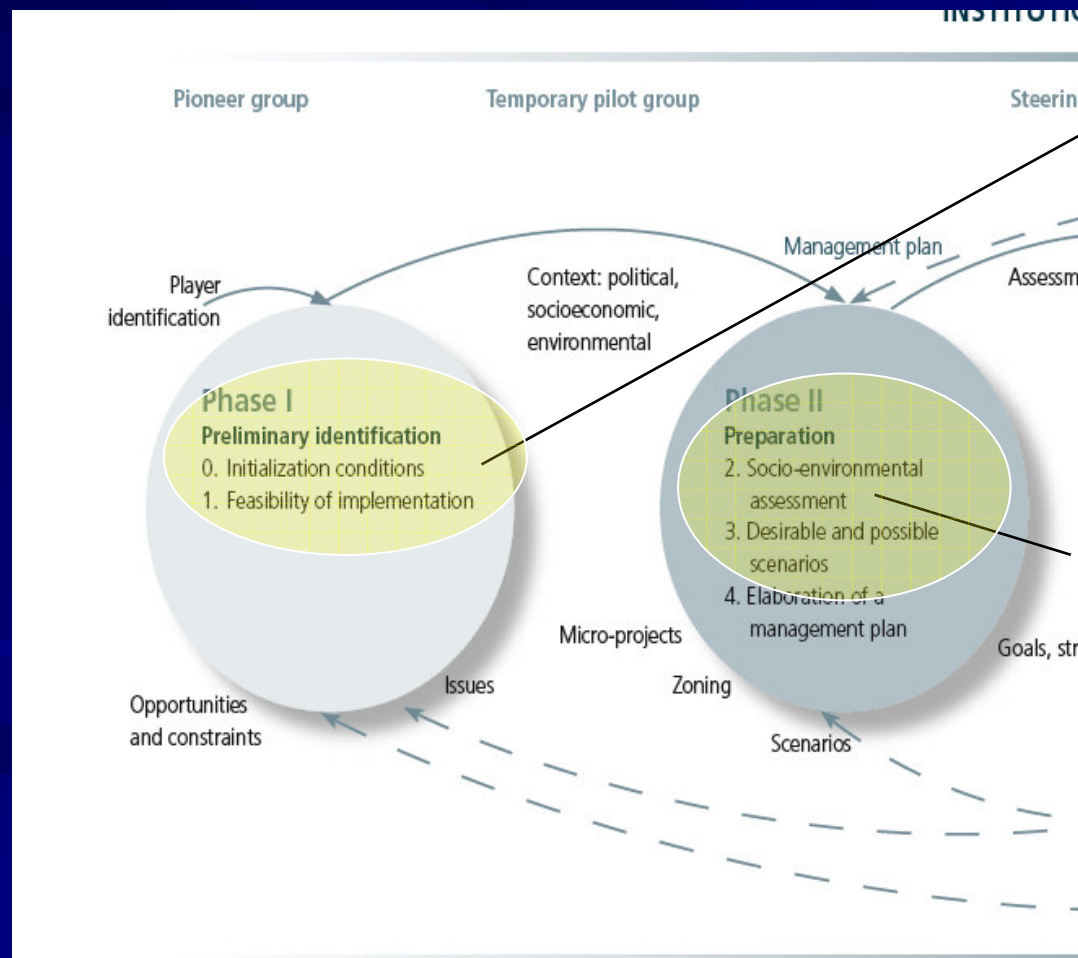 Pioneer group
Temporary pilot group
Management plan
Player
identification
Context: political,
socioeconomic,
environmental
Phase I
Preliminary identification
0. Initialization conditions
1. Feasibility of implementation
Phase II
Preparation
2. Socio-environmental
assessment
3. Desirable and possible
scenarios
4. Elaboration of a
management plan
Micro-projects
Goals, str
Issues
Zoning
Opportunities
and constraints
Scenarios